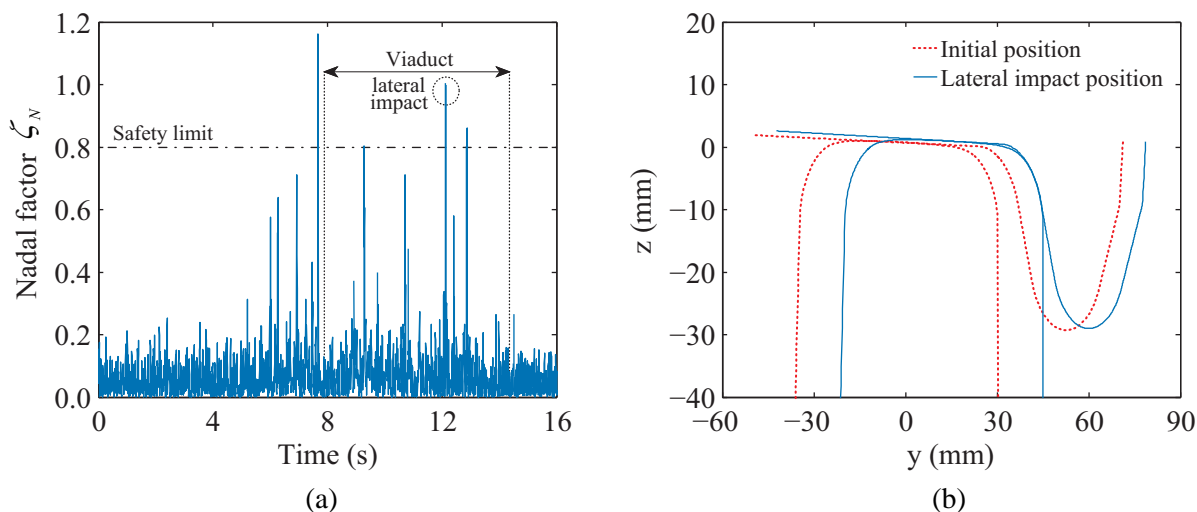 1.2
1.0
0.8
0.6
0.4
0.2
0.0
Nadal factor ζN
Viaduct
lateral
impact
Safety limit
0
4
8
12
16
Time (s)
(a)
20
10
0
−10
−20
−30
−40
z (mm)
Initial position
Lateral impact position
−60
−30
0
30
60
90
y (mm)
(b)